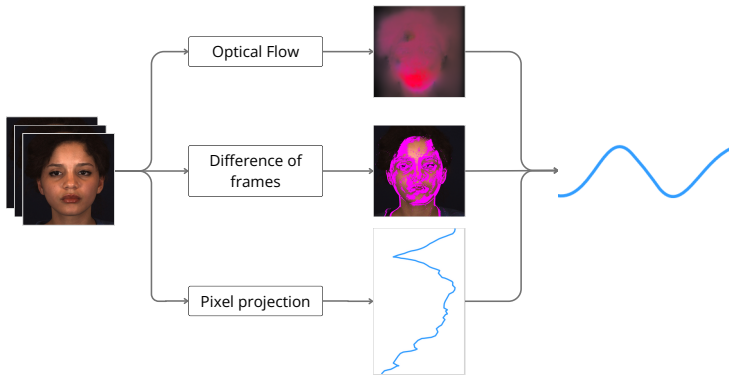 Optical Flow
Difference of
frames
Pixel projection